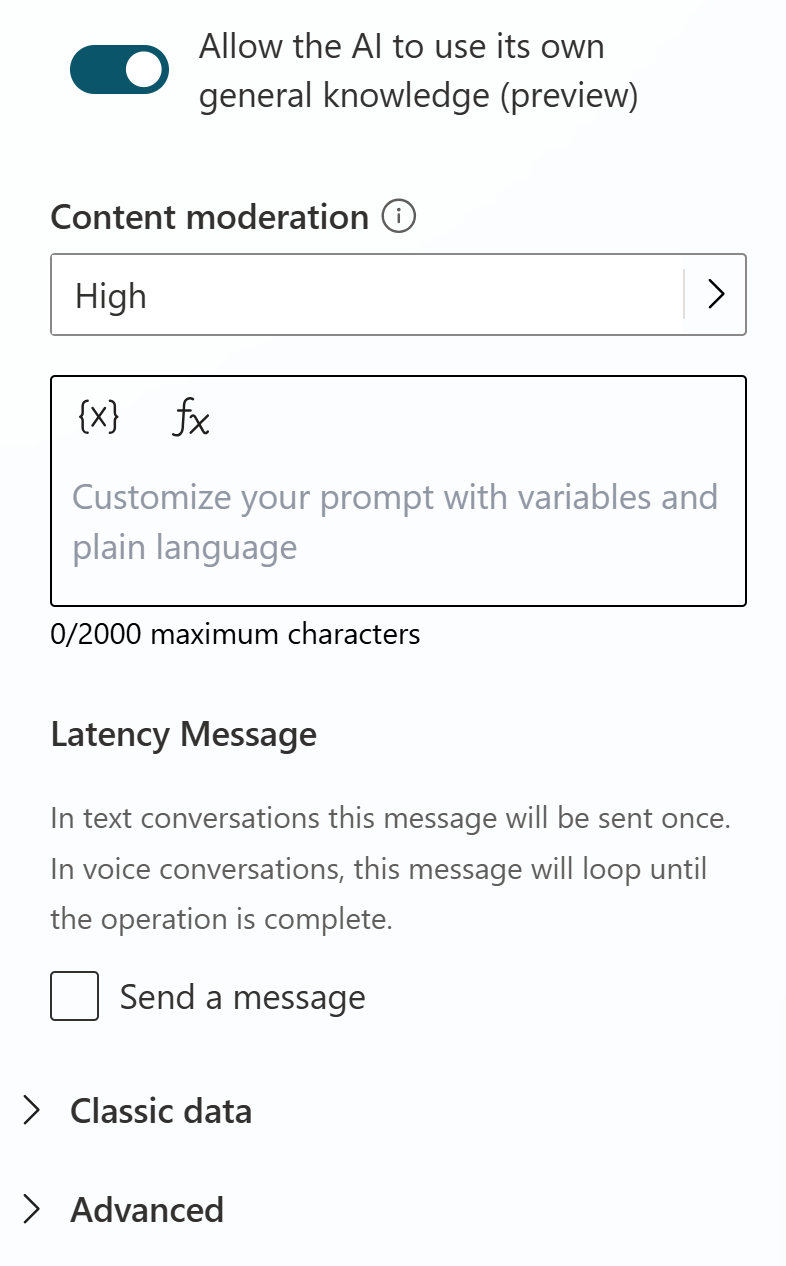 Allow the AI to use its own
general knowledge (preview)
Content moderation
High
{x} fx
Customize your prompt with variables and
plain language
0/2000 maximum characters
Latency Message
In text conversations this message will be sent once.
In voice conversations, this message will loop until
the operation is complete.
Send a message
Classic data
Advanced